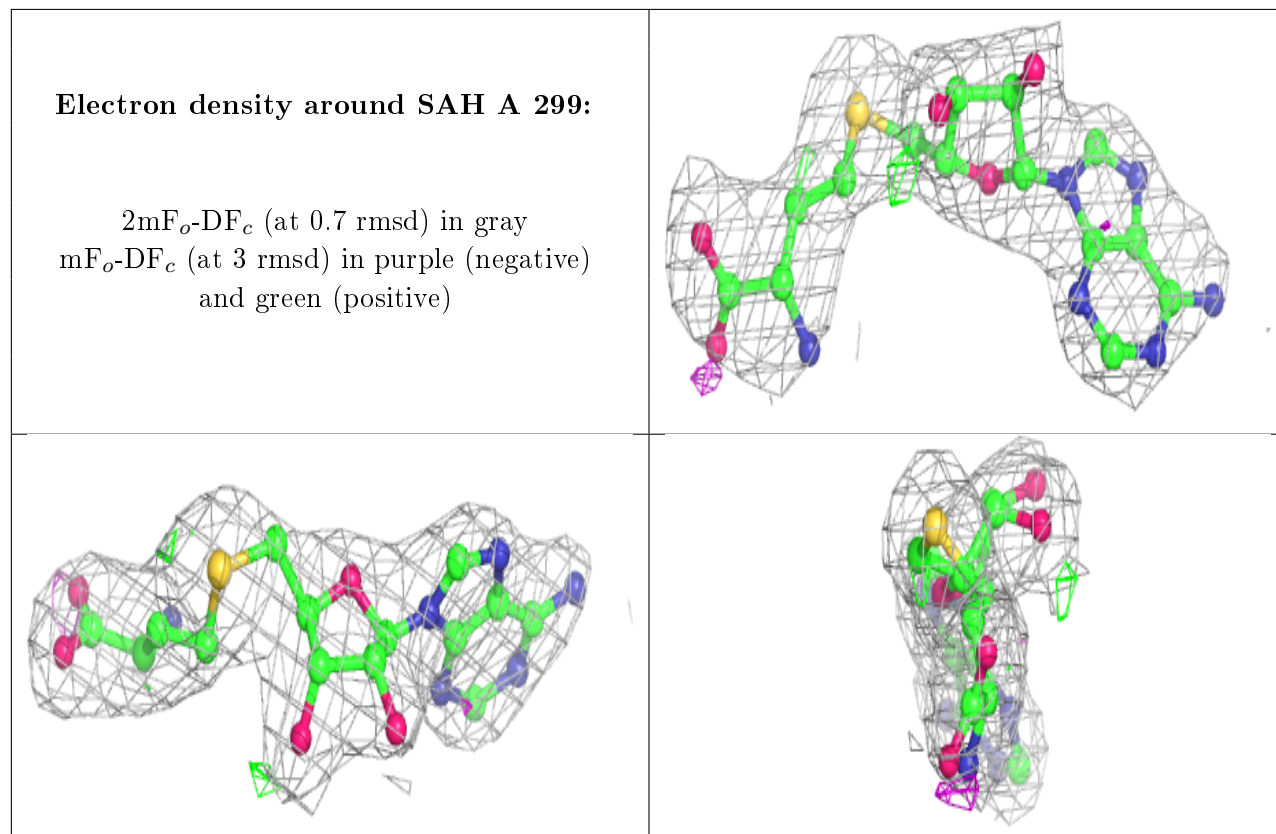 Electron density around SAH A 299:
2mFo-DFc (at 0.7 rmsd) in gray
mFo-DFc (at 3 rmsd) in purple (negative)
and green (positive)